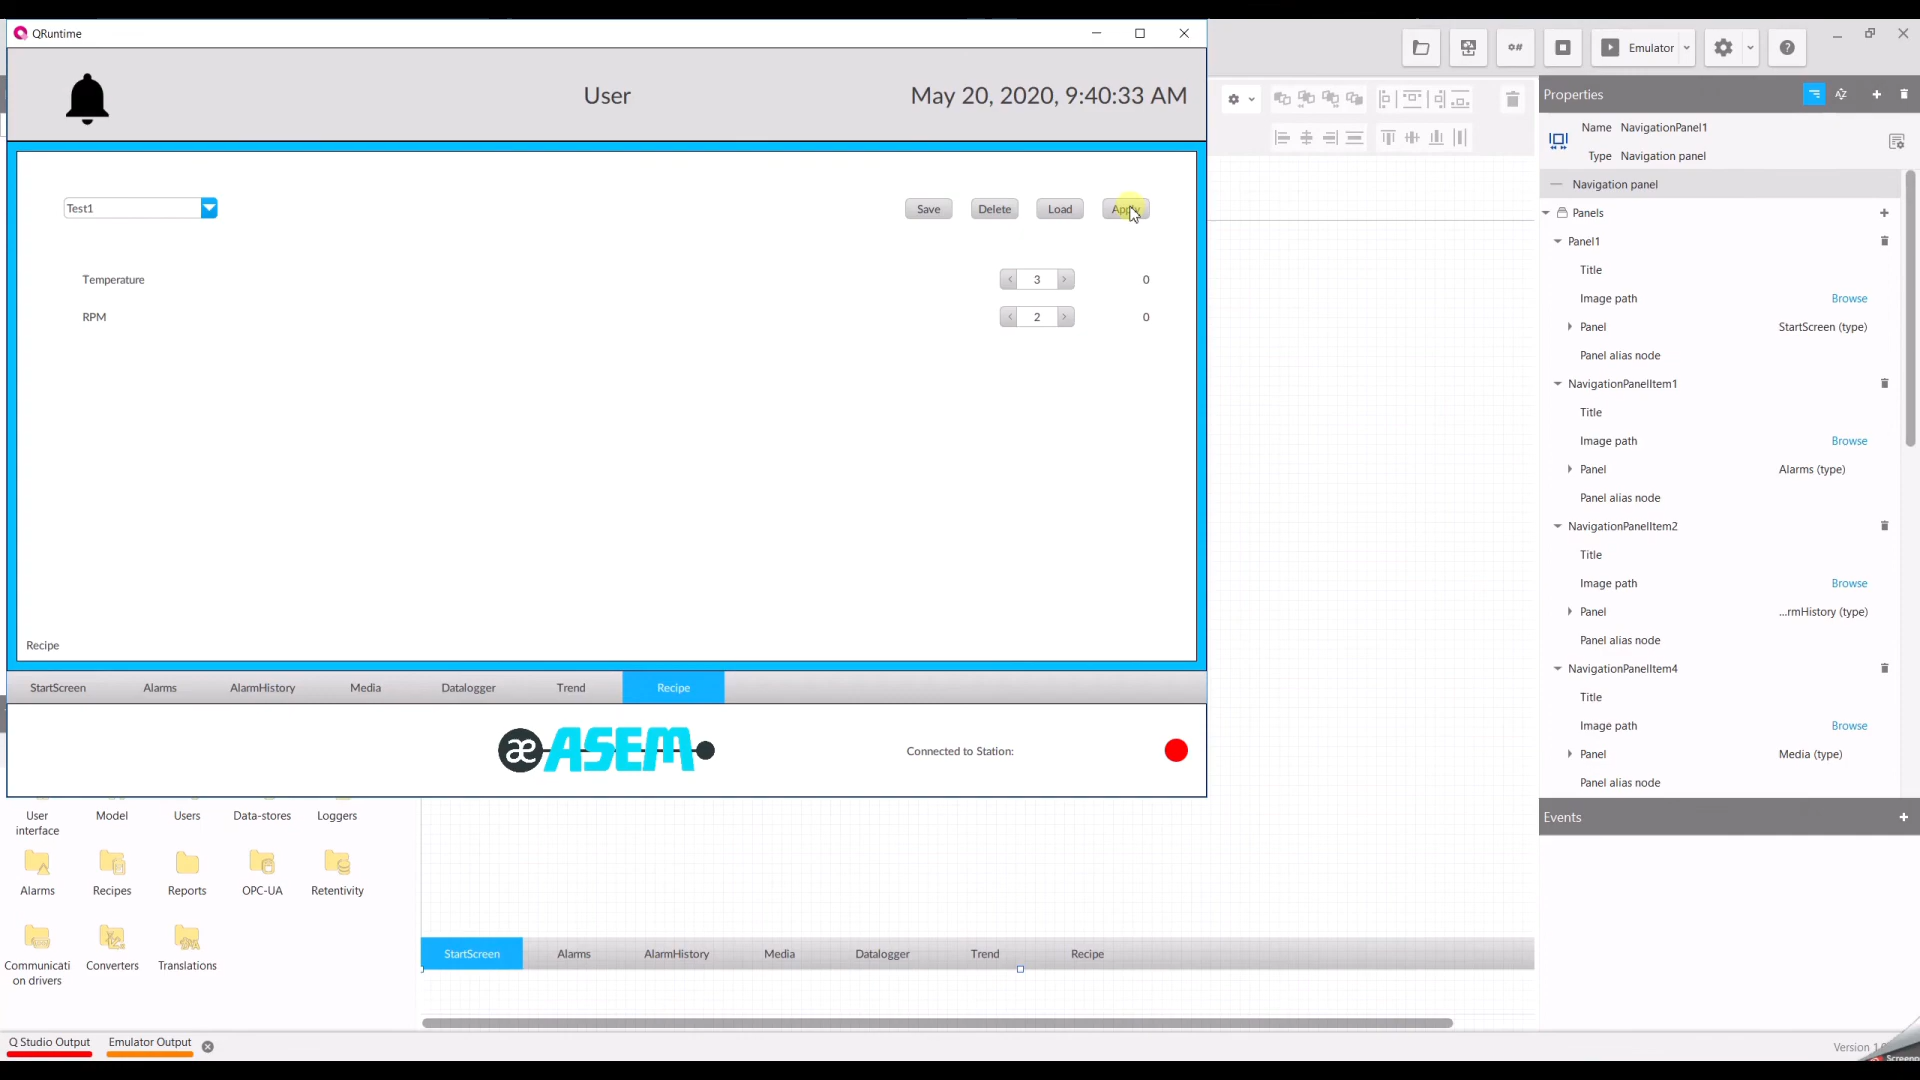 QRuntime
User
May 20, 2020, 9:40:33 AM
Test1
Save
Delete
Load
Apply
Temperature
3
0
RPM
2
0
Recipe
StartScreen
Alarms
AlarmHistory
Media
Datalogger
Trend
Recipe
æ ASEM
Connected to Station:
Emulator
Properties
Name NavigationPanel1
Type Navigation panel
Navigation panel
Panels
Panel1
Title
Image path Browse
Panel StartScreen (type)
Panel alias node
NavigationPanelItem1
Title
Image path Browse
Panel Alarms (type)
Panel alias node
NavigationPanelItem2
Title
Image path Browse
Panel ...rmHistory (type)
Panel alias node
NavigationPanelItem4
Title
Image path Browse
Panel Media (type)
Panel alias node
Events
User
interface
Model
Users
Data-stores
Loggers
Alarms
Recipes
Reports
OPC-UA
Retentivity
Communicati
on drivers
Converters
Translations
StartScreen
Alarms
AlarmHistory
Media
Datalogger
Trend
Recipe
Q Studio Output
Emulator Output
Version